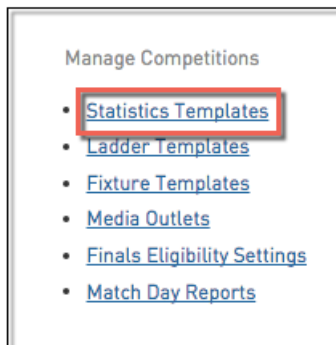 Manage Competitions
• Statistics Templates
• Ladder Templates
• Fixture Templates
• Media Outlets
• Finals Eligibility Settings
• Match Day Reports